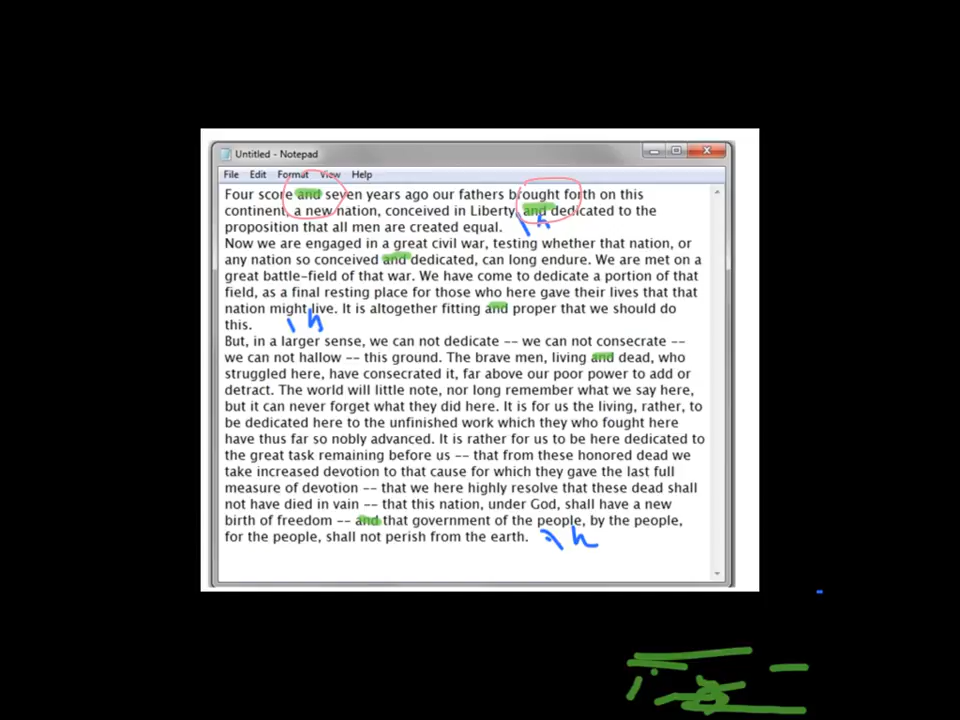 Untitled - Notepad
File Edit Format View Help
Four score and seven years ago our fathers brought forth on this
continent, a new nation, conceived in Liberty, and dedicated to the
proposition that all men are created equal.
Now we are engaged in a great civil war, testing whether that nation, or
any nation so conceived and dedicated, can long endure. We are met on a
great battle-field of that war. We have come to dedicate a portion of that
field, as a final resting place for those who here gave their lives that that
nation might live. It is altogether fitting and proper that we should do
this.
But, in a larger sense, we can not dedicate -- we can not consecrate --
we can not hallow -- this ground. The brave men, living and dead, who
struggled here, have consecrated it, far above our poor power to add or
detract. The world will little note, nor long remember what we say here,
but it can never forget what they did here. It is for us the living, rather, to
be dedicated here to the unfinished work which they who fought here
have thus far so nobly advanced. It is rather for us to be here dedicated to
the great task remaining before us -- that from these honored dead we
take increased devotion to that cause for which they gave the last full
measure of devotion -- that we here highly resolve that these dead shall
not have died in vain -- that this nation, under God, shall have a new
birth of freedom -- and that government of the people, by the people,
for the people, shall not perish from the earth.